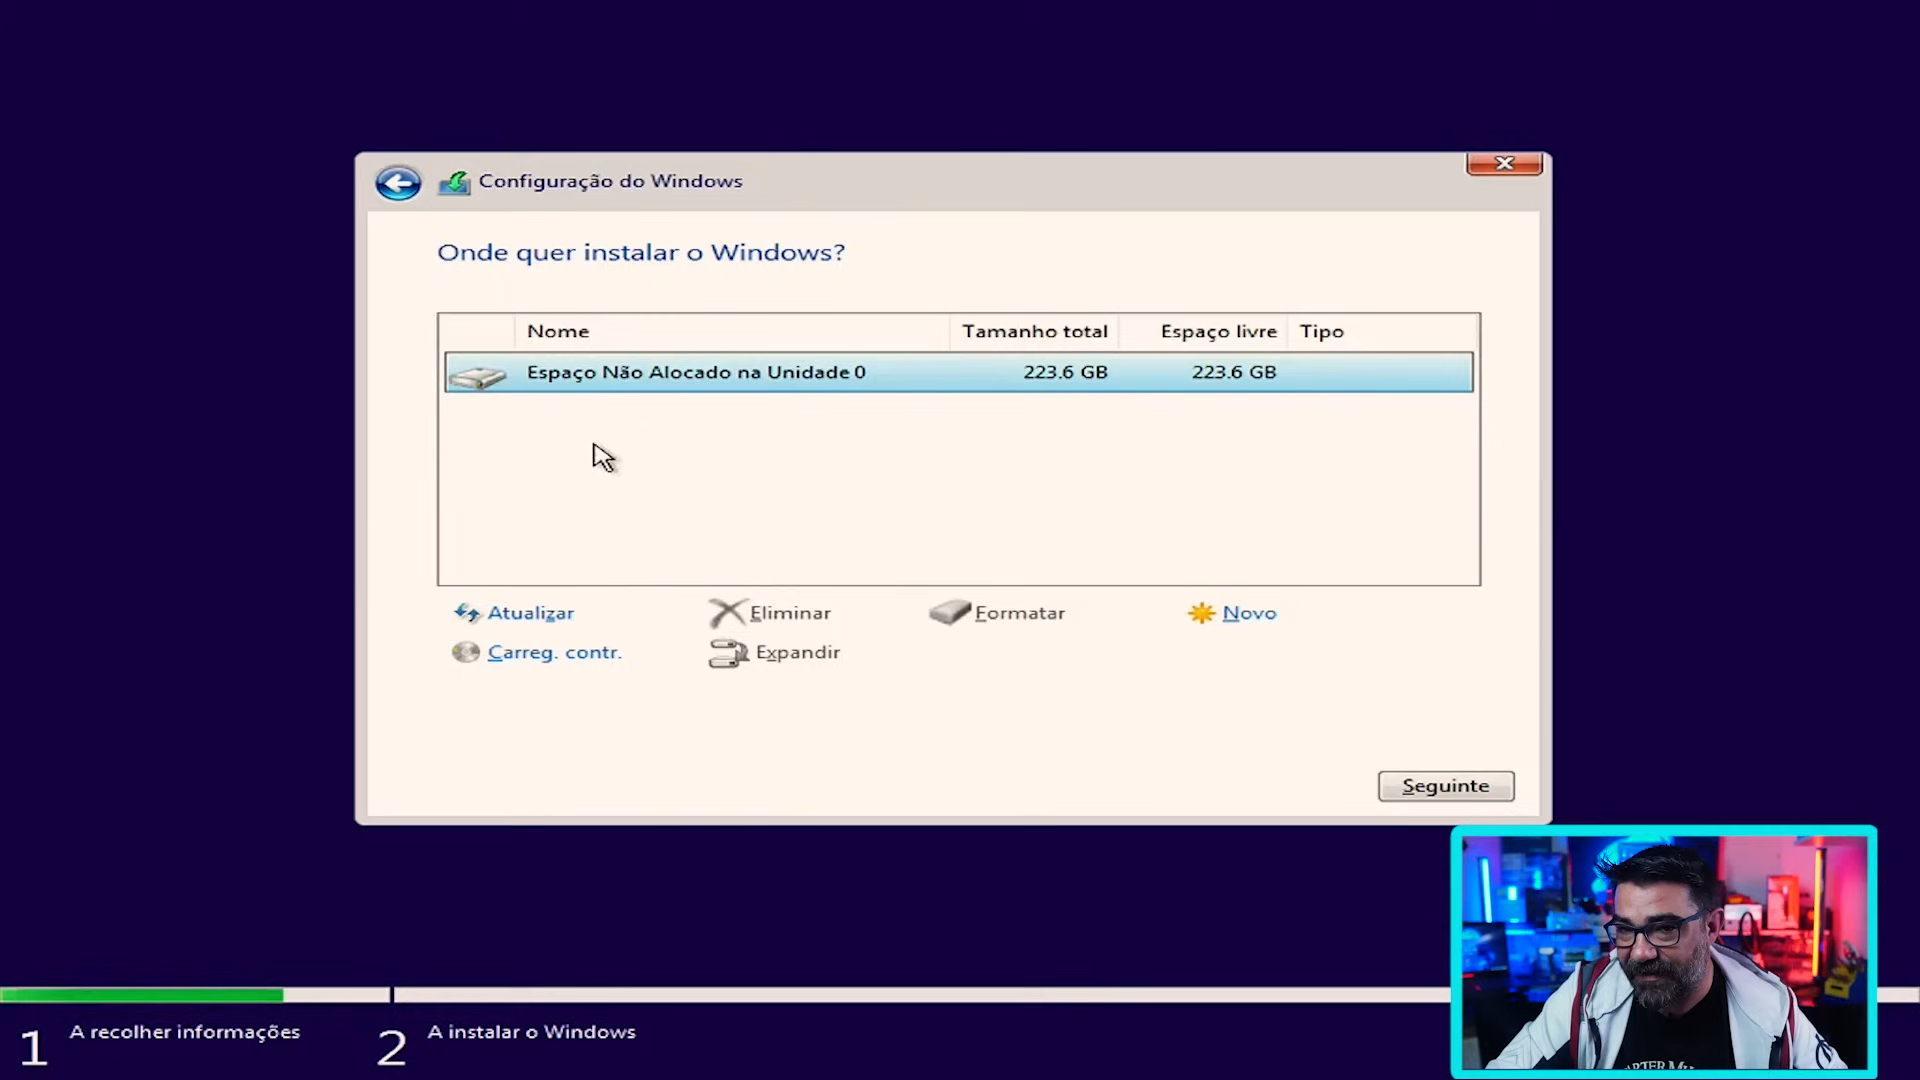 Configuração do Windows
Onde quer instalar o Windows?
Nome Tamanho total Espaço livre Tipo
Espaço Não Alocado na Unidade 0 223.6 GB 223.6 GB
Atualizar Eliminar Formatar Novo
Carreg. contr. Expandir
Seguinte
1 A recolher informações 2 A instalar o Windows